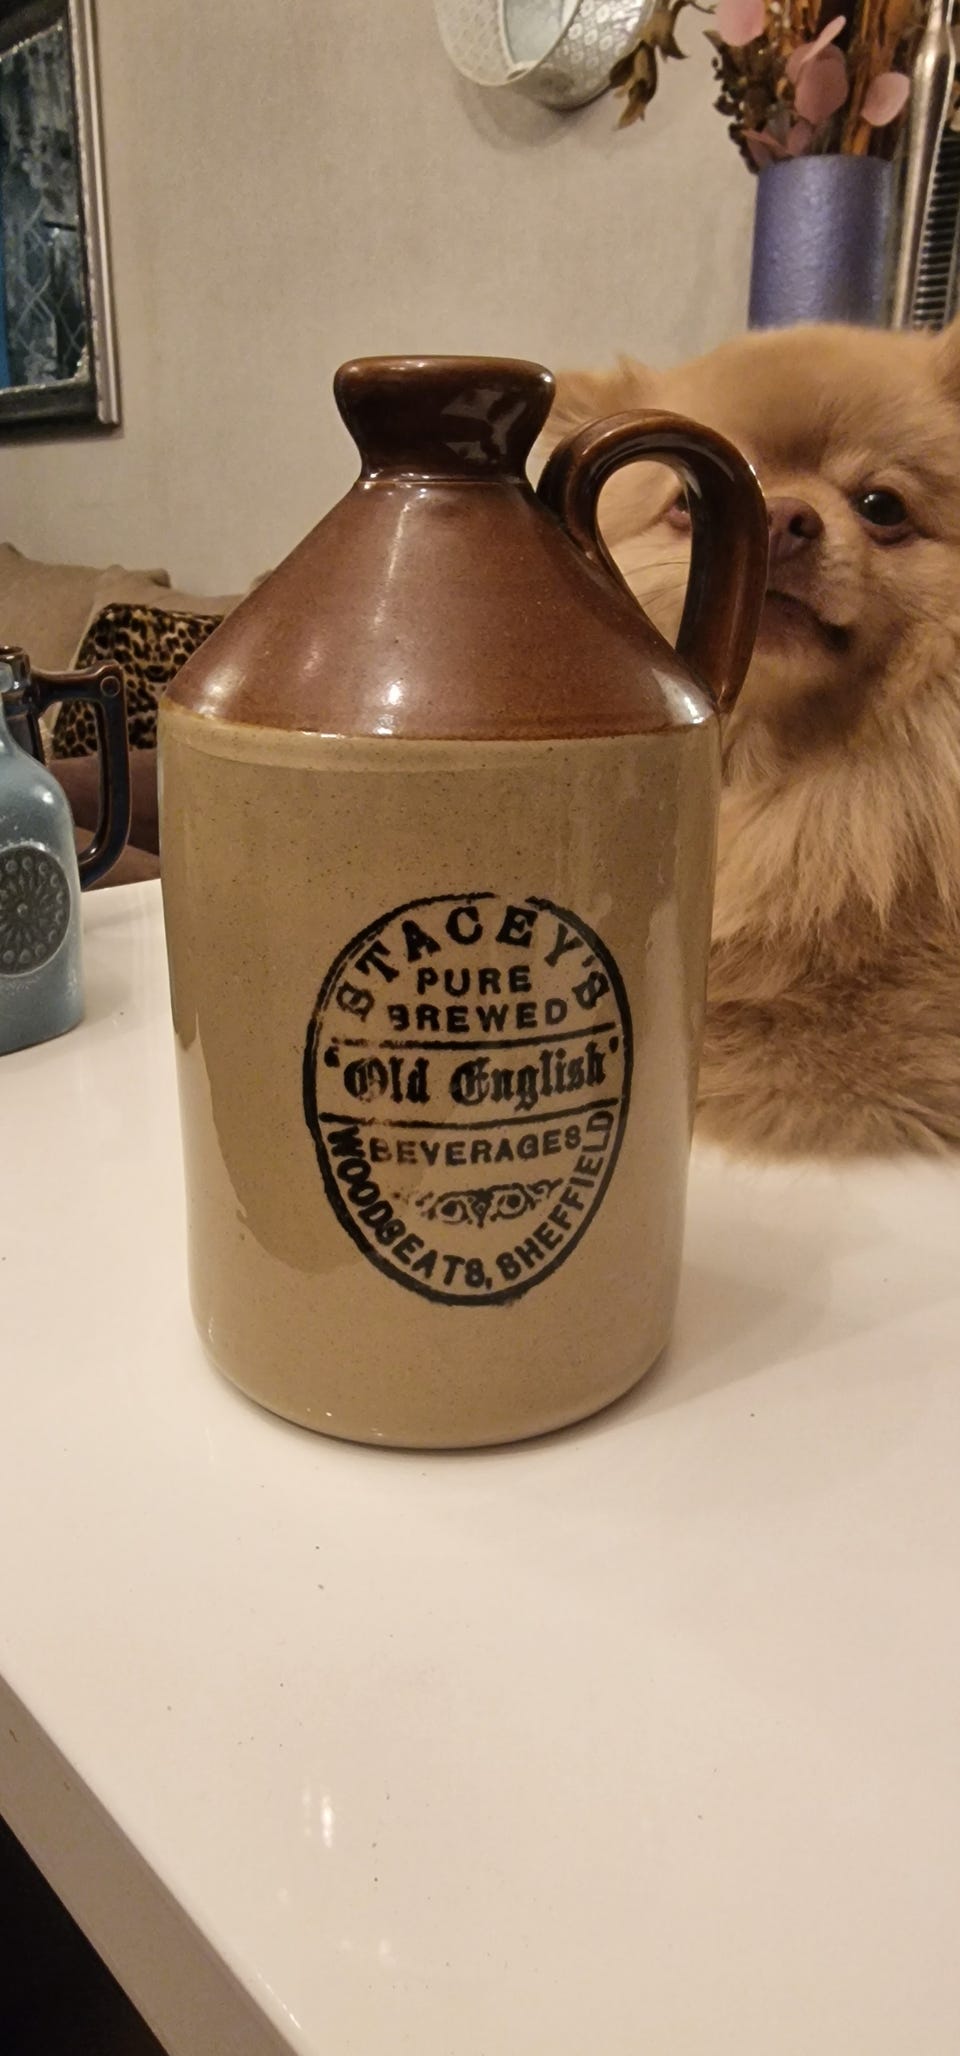 STACEY'S
PURE
BREWED
'Old English'
BEVERAGES
WOODSEATS, SHEFFIELD